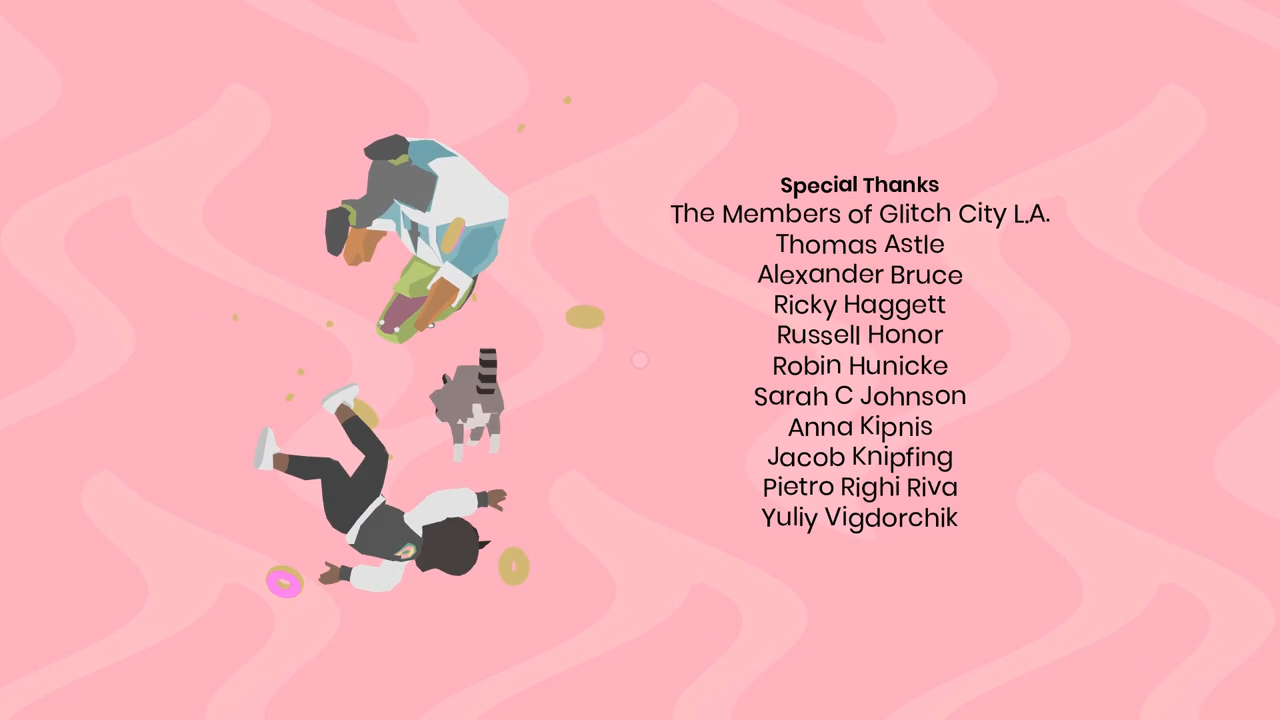 Special Thanks
The Members of Glitch City L.A.
Thomas Astle
Alexander Bruce
Ricky Haggett
Russell Honor
Robin Hunicke
Sarah C Johnson
Anna Kipnis
Jacob Knipfing
Pietro Righi Riva
Yuliy Vigdorchik